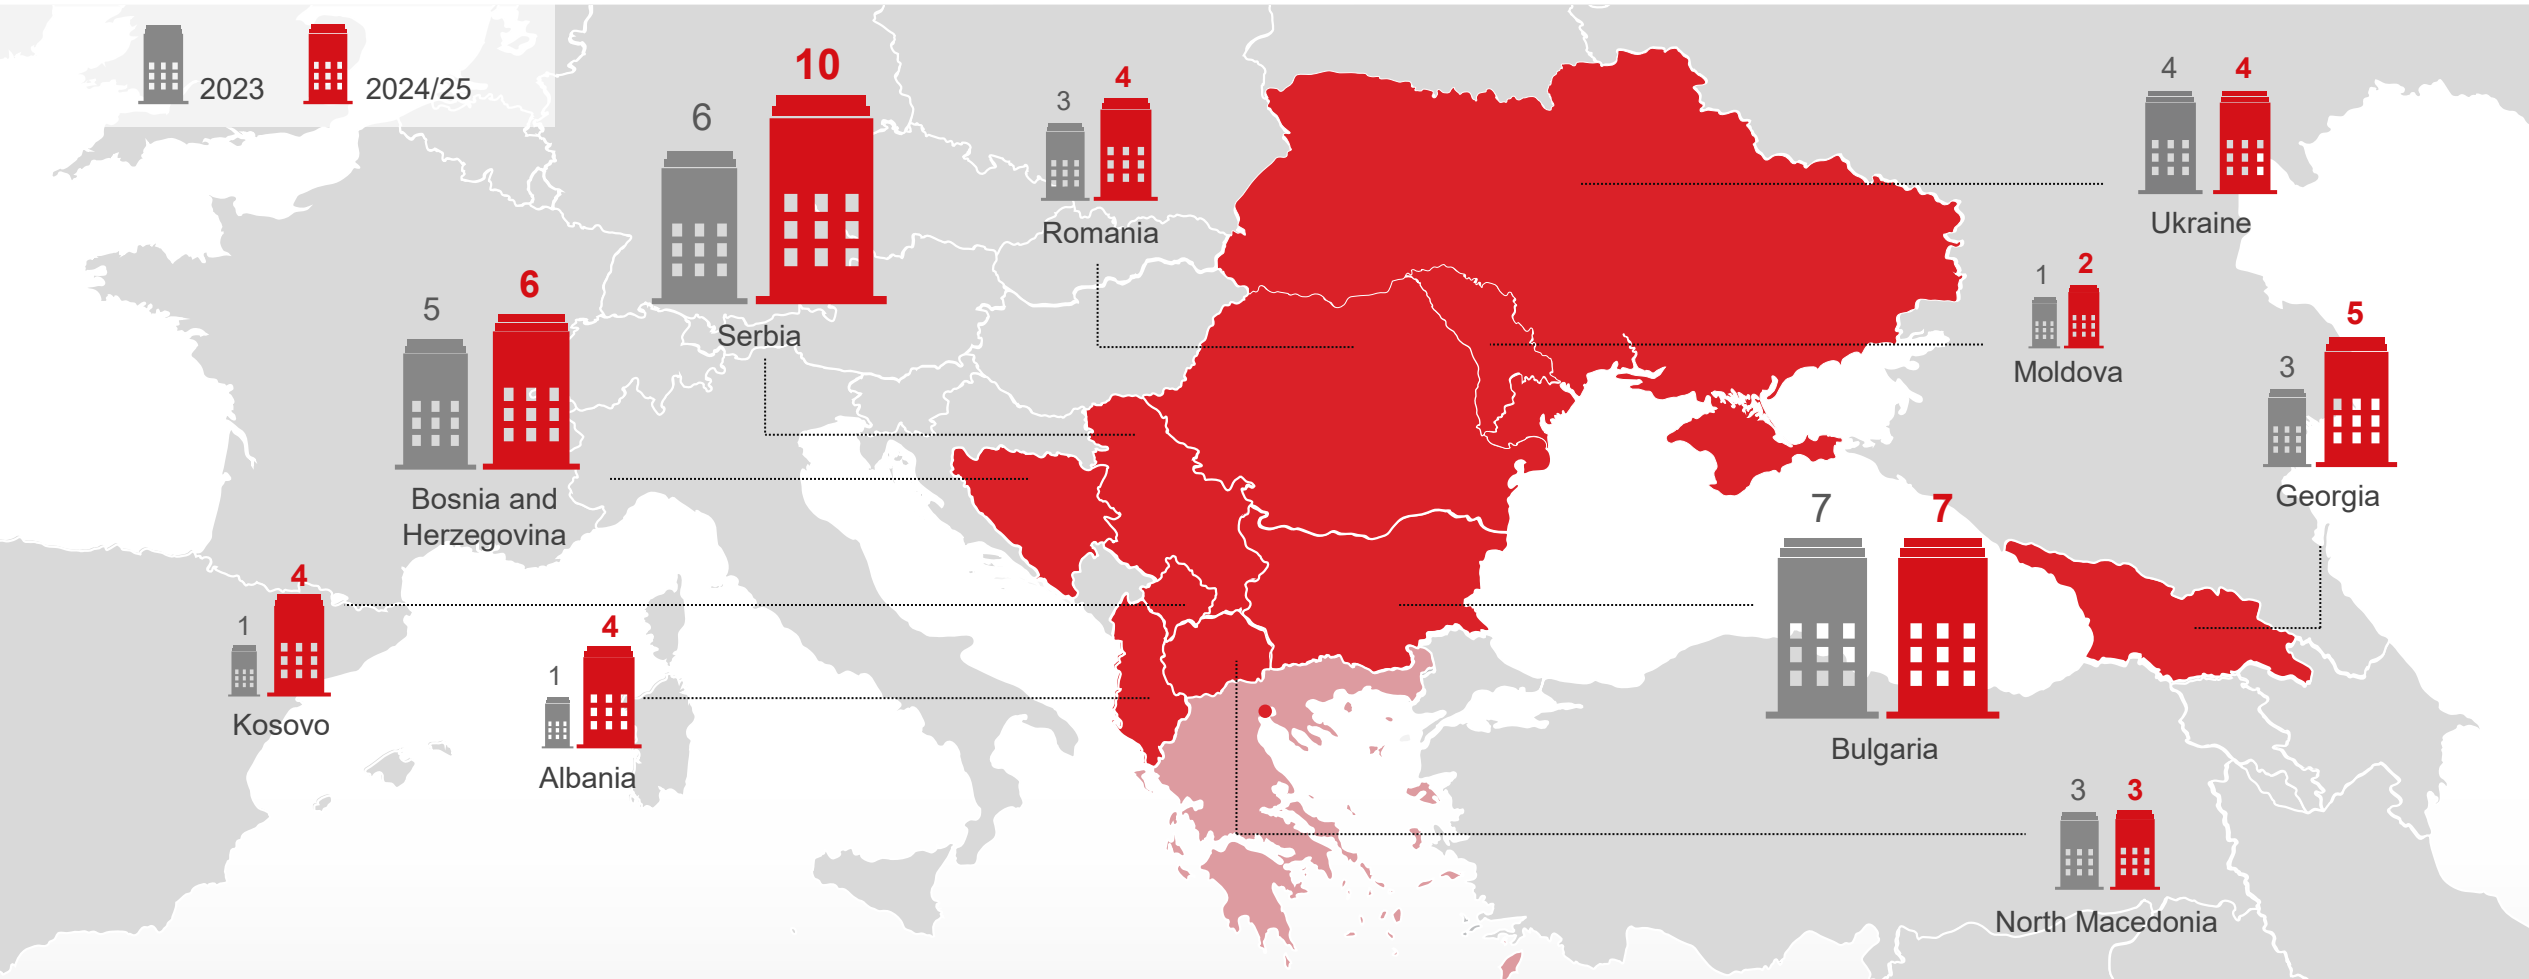 2023
2024/25
6
10
Serbia
3
4
Romania
4
4
Ukraine
1
2
Moldova
3
5
Georgia
5
6
Bosnia and
Herzegovina
7
7
Bulgaria
1
4
Kosovo
1
4
Albania
3
3
North Macedonia